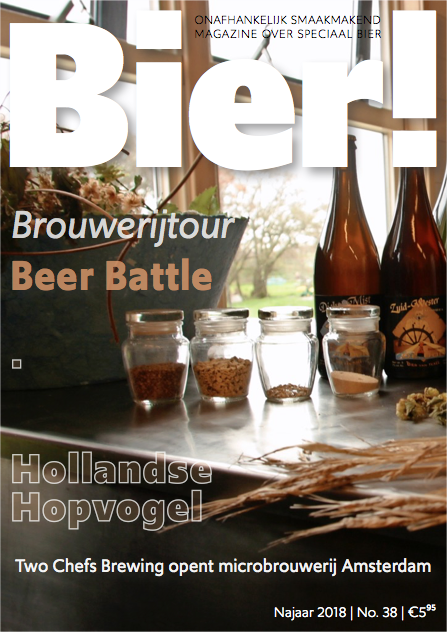 ONAFHANKELIJK SMAAKMAKEND
MAGAZINE OVER SPECIAAL BIER
Bier!
Brouwerijtour
Beer Battle
Hollandse
Hopvogel
Two Chefs Brewing opent microbrouwerij Amsterdam
Najaar 2018 | No. 38 | €5⁹⁵